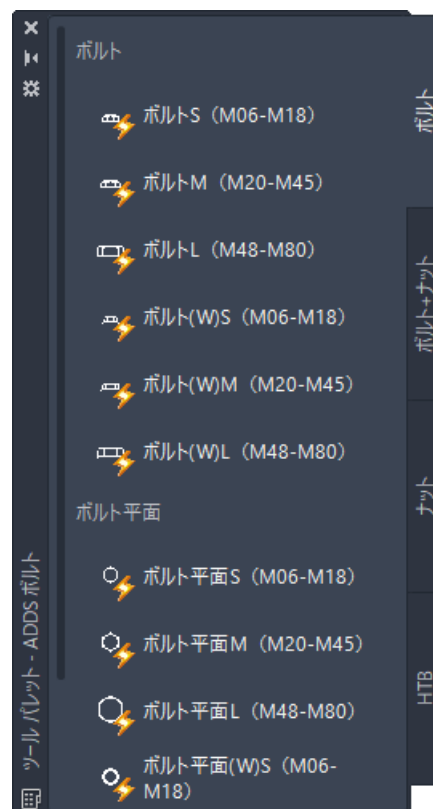 ボルト
ボルトS（M06-M18）
ボルトM（M20-M45）
ボルトL（M48-M80）
ボルト(W)S（M06-M18）
ボルト(W)M（M20-M45）
ボルト(W)L（M48-M80）
ボルト平面
ボルト平面S（M06-M18）
ボルト平面M（M20-M45）
ボルト平面L（M48-M80）
ボルト平面(W)S（M06-
M18）
ボルト
ボルト+ナット
ナット
HTB
ツール パレット - ADDS ボルト